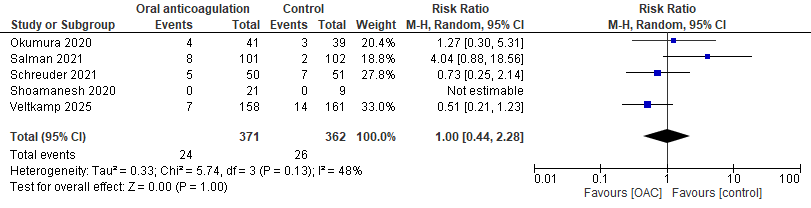 Oral anticoagulation Control Risk Ratio Risk Ratio
Study or Subgroup Events Total Events Total Weight M-H, Random, 95% CI M-H, Random, 95% CI
Okumura 2020 4 41 3 39 20.4% 1.27 [0.30, 5.31]
Salman 2021 8 101 2 102 18.8% 4.04 [0.88, 18.56]
Schreuder 2021 5 50 7 51 27.8% 0.73 [0.25, 2.14]
Shoamanesh 2020 0 21 0 9 Not estimable
Veltkamp 2025 7 158 14 161 33.0% 0.51 [0.21, 1.23]
Total (95% CI) 371 362 100.0% 1.00 [0.44, 2.28]
Total events 24 26
Heterogeneity: Tau² = 0.33; Chi² = 5.74, df = 3 (P = 0.13); I² = 48%
Test for overall effect: Z = 0.00 (P = 1.00)
0.01 0.1 1 10 100
Favours [OAC] Favours [control]